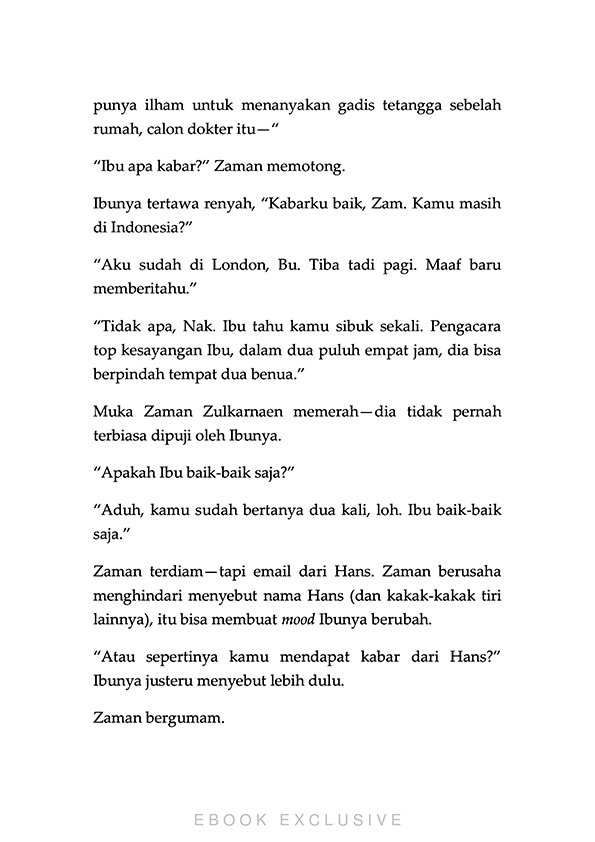 punya ilham untuk menanyakan gadis tetangga sebelah
rumah, calon dokter itu—“
“Ibu apa kabar?” Zaman memotong.
Ibunya tertawa renyah, “Kabarku baik, Zam. Kamu masih
di Indonesia?”
“Aku sudah di London, Bu. Tiba tadi pagi. Maaf baru
memberitahu.”
“Tidak apa, Nak. Ibu tahu kamu sibuk sekali. Pengacara
top kesayangan Ibu, dalam dua puluh empat jam, dia bisa
berpindah tempat dua benua.”
Muka Zaman Zulkarnaen memerah—dia tidak pernah
terbiasa dipuji oleh Ibunya.
“Apakah Ibu baik-baik saja?”
“Aduh, kamu sudah bertanya dua kali, loh. Ibu baik-baik
saja.”
Zaman terdiam—tapi email dari Hans. Zaman berusaha
menghindari menyebut nama Hans (dan kakak-kakak tiri
lainnya), itu bisa membuat mood Ibunya berubah.
“Atau sepertinya kamu mendapat kabar dari Hans?”
Ibunya justeru menyebut lebih dulu.
Zaman bergumam.
EBOOK EXCLUSIVE